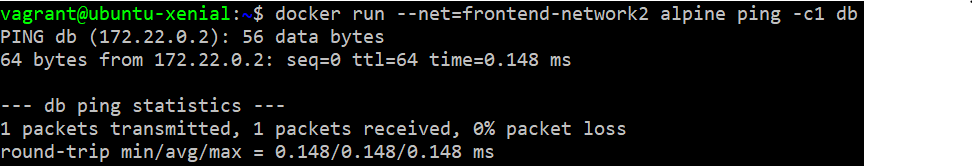 vagrant@ubuntu-xenial:~$ docker run --net=frontend-network2 alpine ping -c1 db
PING db (172.22.0.2): 56 data bytes
64 bytes from 172.22.0.2: seq=0 ttl=64 time=0.148 ms

--- db ping statistics ---
1 packets transmitted, 1 packets received, 0% packet loss
round-trip min/avg/max = 0.148/0.148/0.148 ms